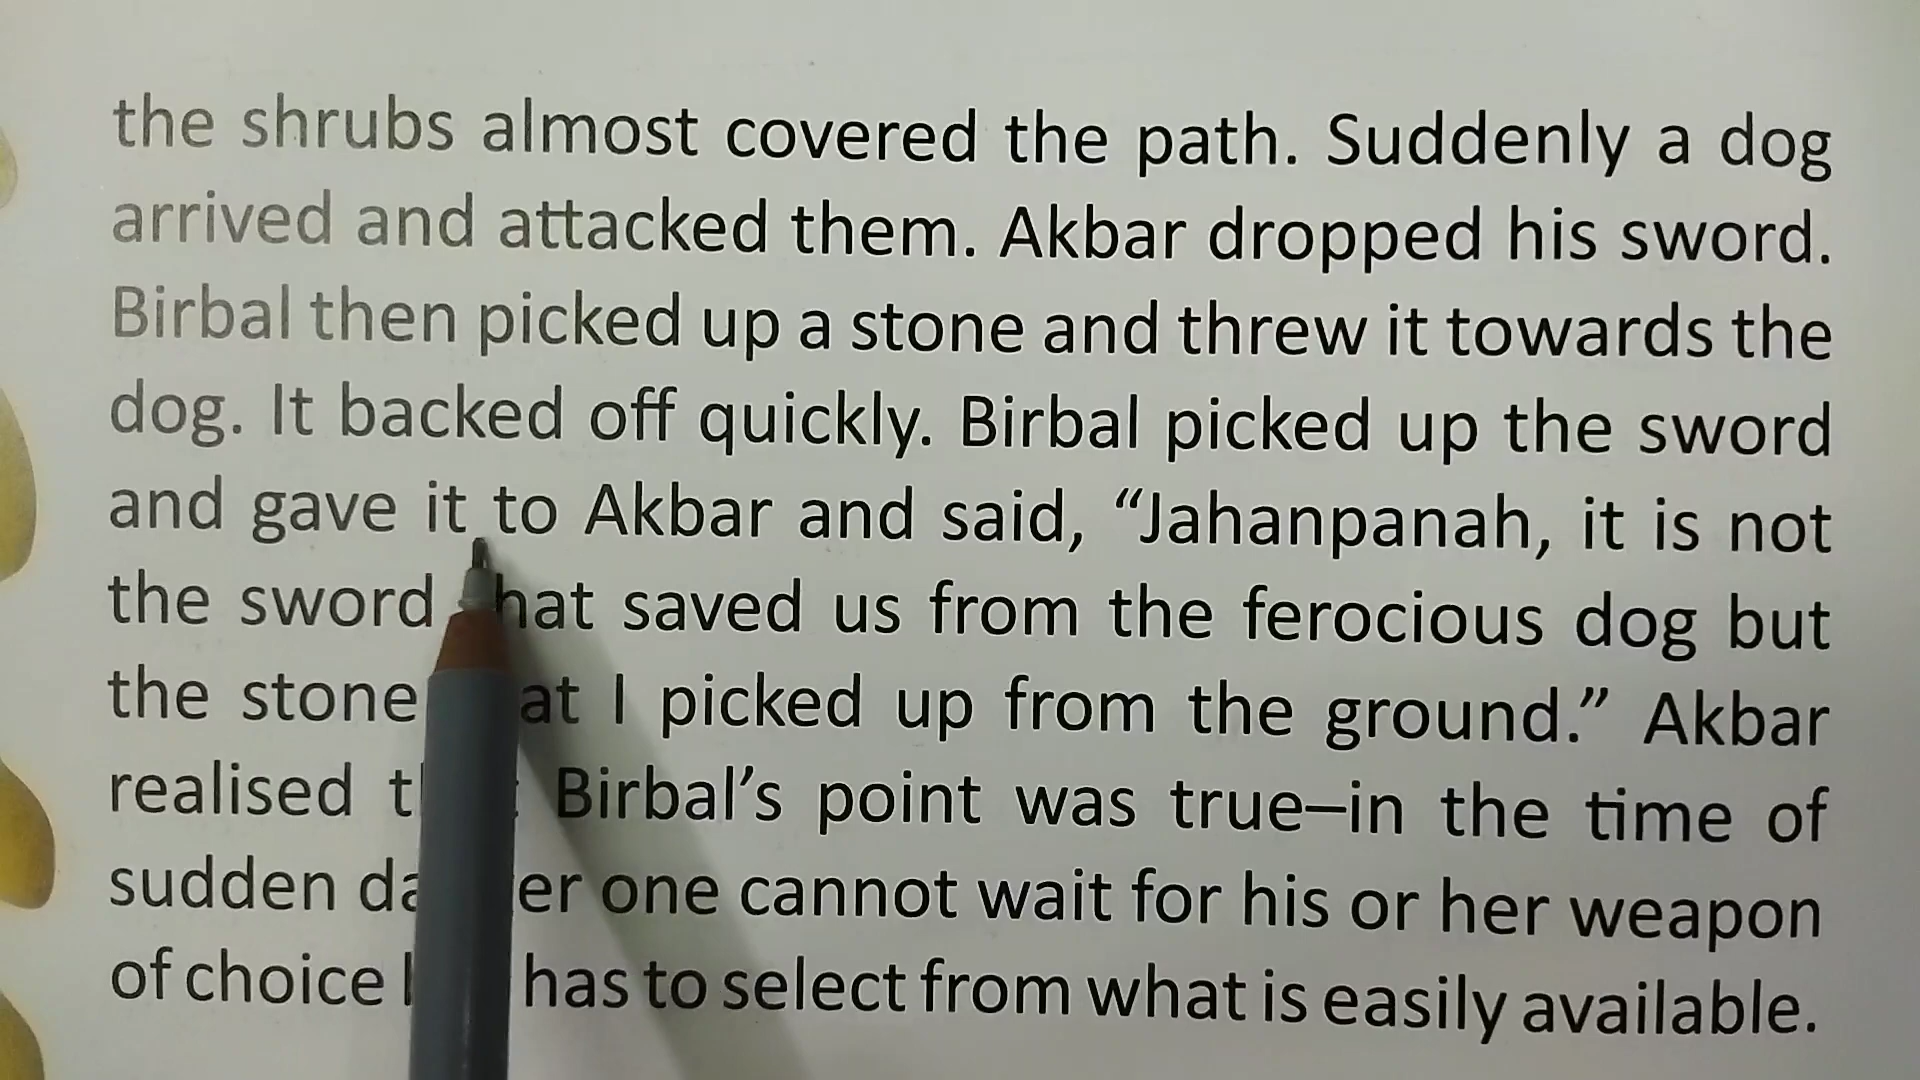 the shrubs almost covered the path. Suddenly a dog
arrived and attacked them. Akbar dropped his sword.
Birbal then picked up a stone and threw it towards the
dog. It backed off quickly. Birbal picked up the sword
and gave it to Akbar and said, “Jahanpanah, it is not
the sword that saved us from the ferocious dog but
the stone that I picked up from the ground.” Akbar
realised that Birbal’s point was true—in the time of
sudden danger one cannot wait for his or her weapon
of choice has to select from what is easily available.